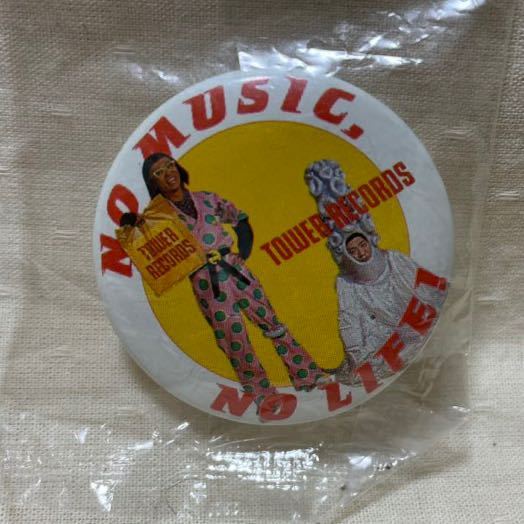 NO MUSIC,
TOWER RECORDS
TOWER
RECORDS
NO LIFE!